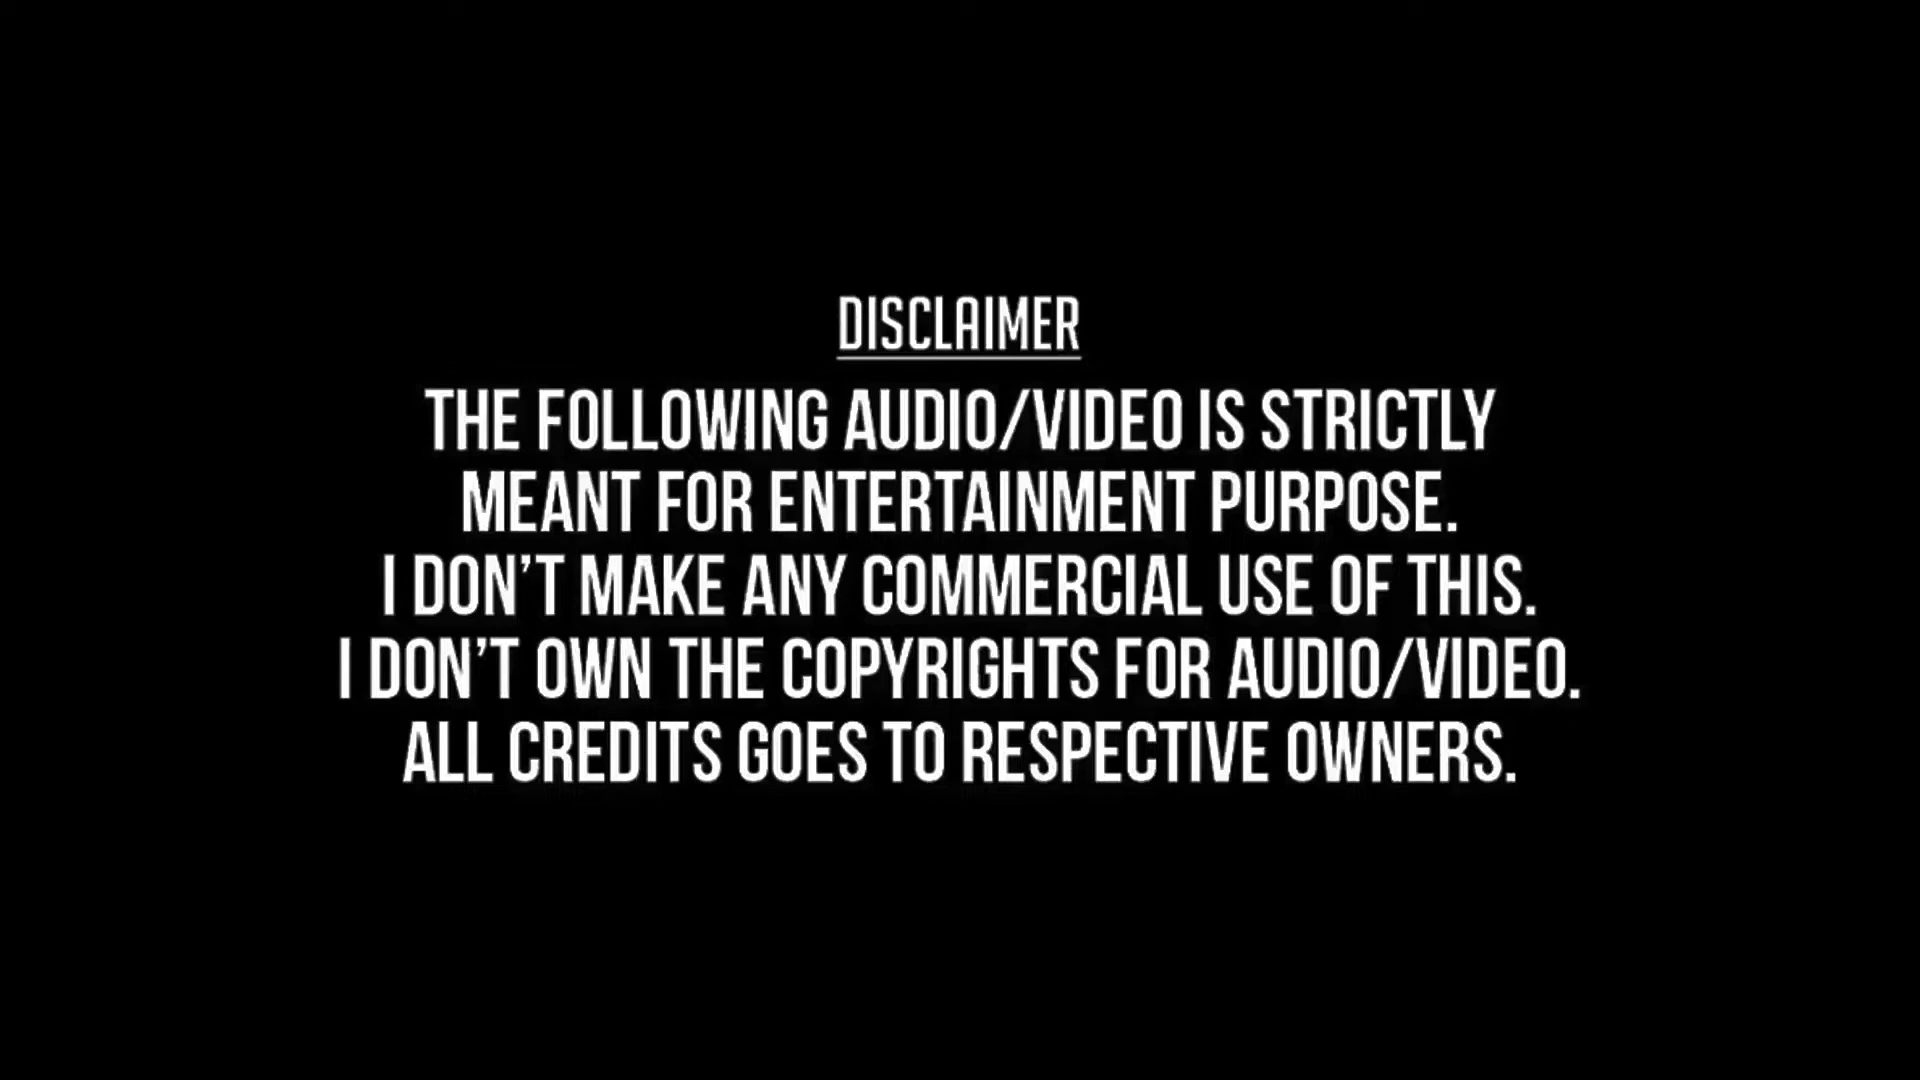 DISCLAIMER
THE FOLLOWING AUDIO/VIDEO IS STRICTLY
MEANT FOR ENTERTAINMENT PURPOSE.
I DON’T MAKE ANY COMMERCIAL USE OF THIS.
I DON’T OWN THE COPYRIGHTS FOR AUDIO/VIDEO.
ALL CREDITS GOES TO RESPECTIVE OWNERS.